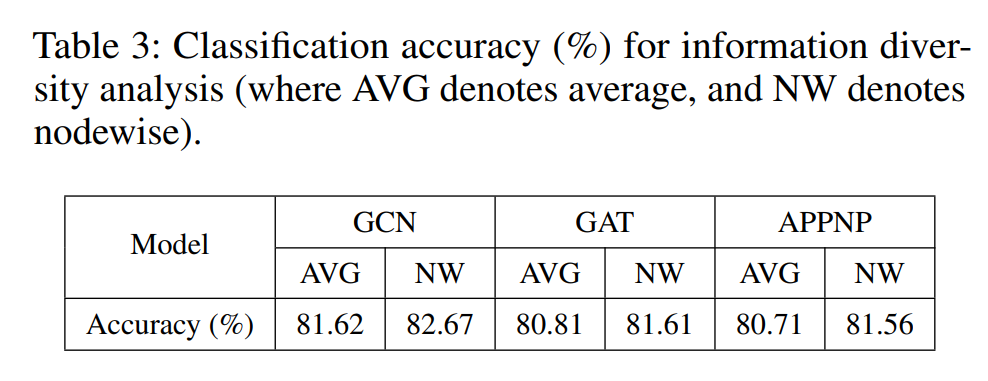 Table 3: Classification accuracy (%) for information diver-
sity analysis (where AVG denotes average, and NW denotes
nodewise).
Model GCN GAT APPNP
AVG NW AVG NW AVG NW
Accuracy (%) 81.62 82.67 80.81 81.61 80.71 81.56